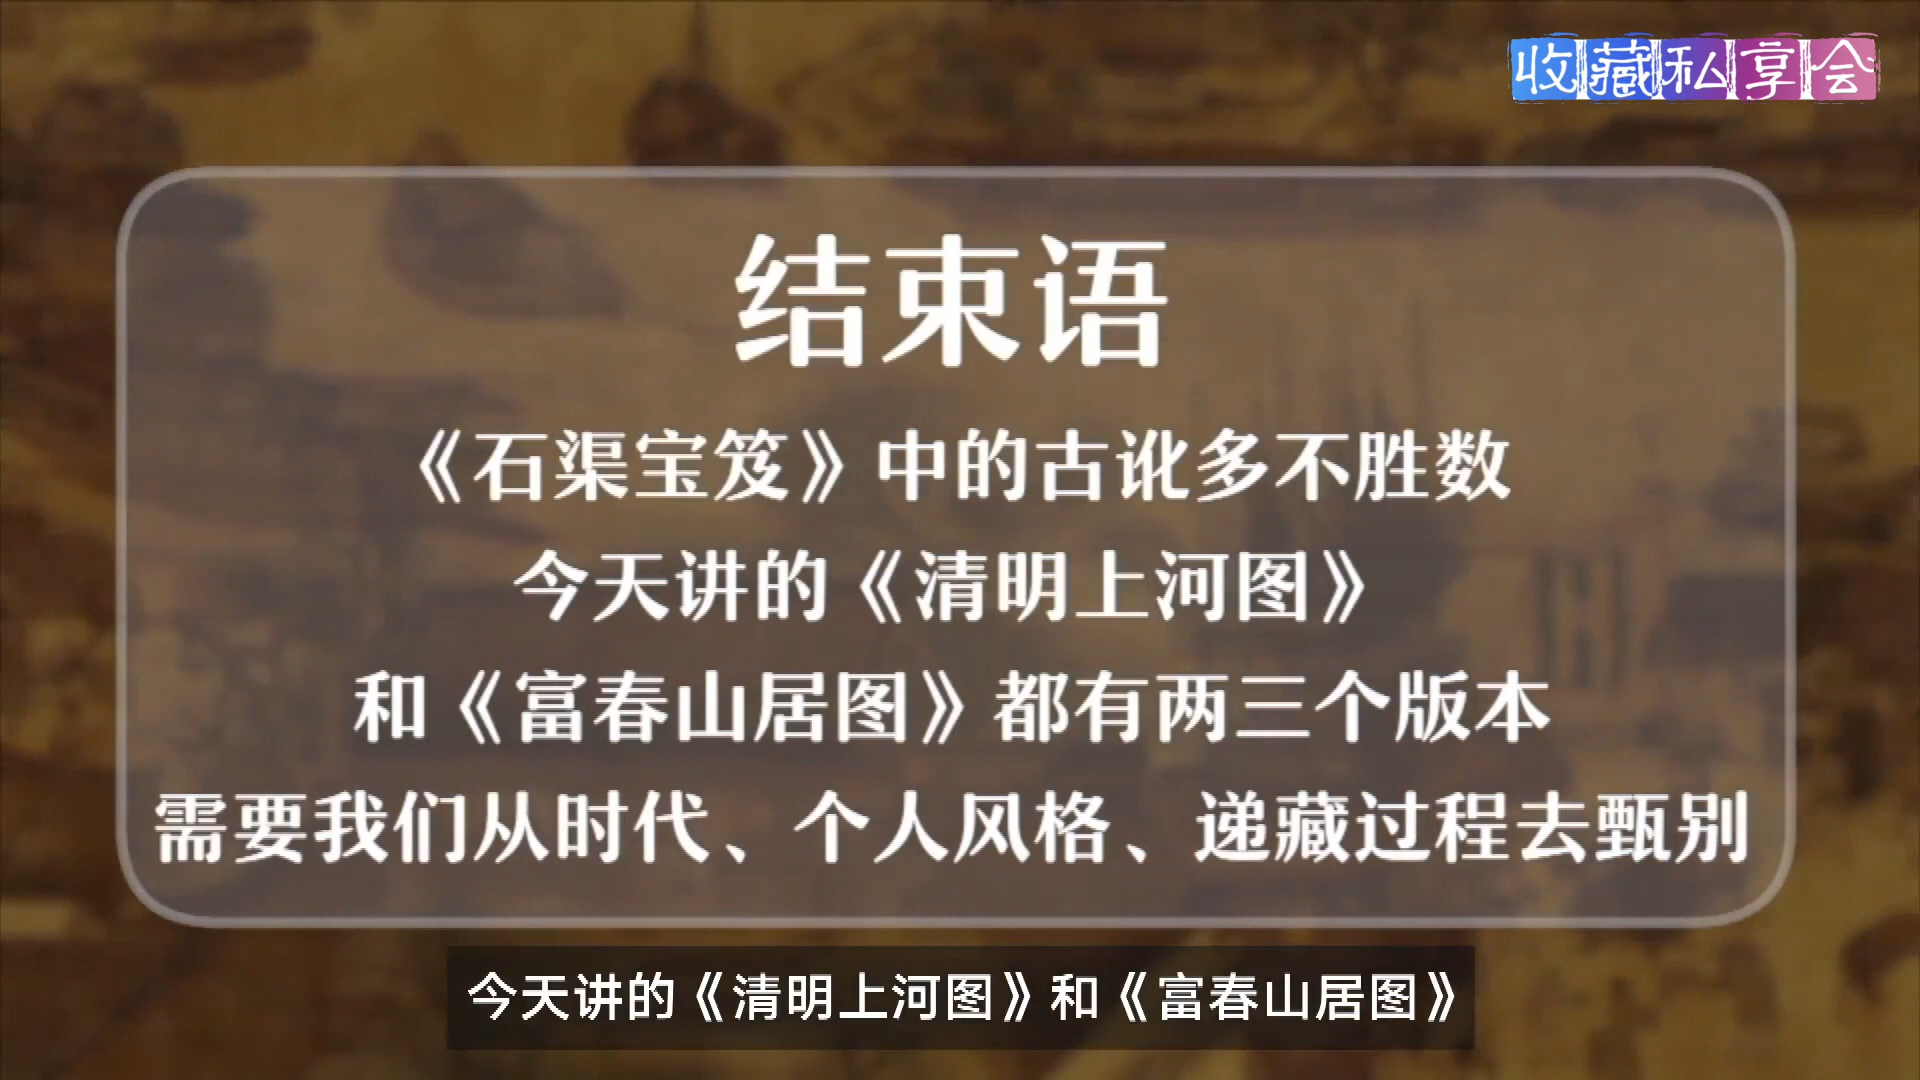 收藏私享会
结束语
《石渠宝笈》中的古讹多不胜数
今天讲的《清明上河图》
和《富春山居图》都有两三个版本
需要我们从时代、个人风格、递藏过程去甄别
今天讲的《清明上河图》和《富春山居图》